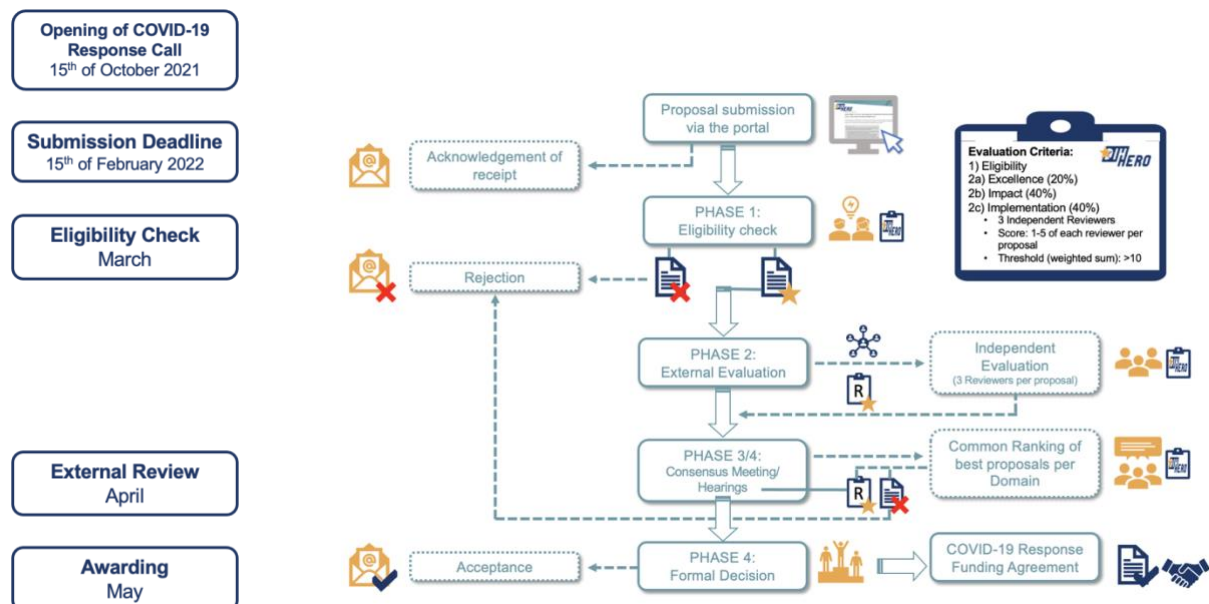 Opening of COVID-19
Response Call
15th of October 2021
Submission Deadline
15th of February 2022
Eligibility Check
March
External Review
April
Awarding
May
Proposal submission
via the portal
Acknowledgement of
receipt
PHASE 1:
Eligibility check
Rejection
PHASE 2:
External Evaluation
Independent
Evaluation
(3 Reviewers per proposal)
PHASE 3/4:
Consensus Meeting/
Hearings
Common Ranking of
best proposals per
Domain
PHASE 4:
Formal Decision
Acceptance
COVID-19 Response
Funding Agreement
R
R
Evaluation Criteria:
1) Eligibility
2a) Excellence (20%)
2b) Impact (40%)
2c) Implementation (40%)
• 3 Independent Reviewers
• Score: 1-5 of each reviewer per
proposal
• Threshold (weighted sum): >10
HERO